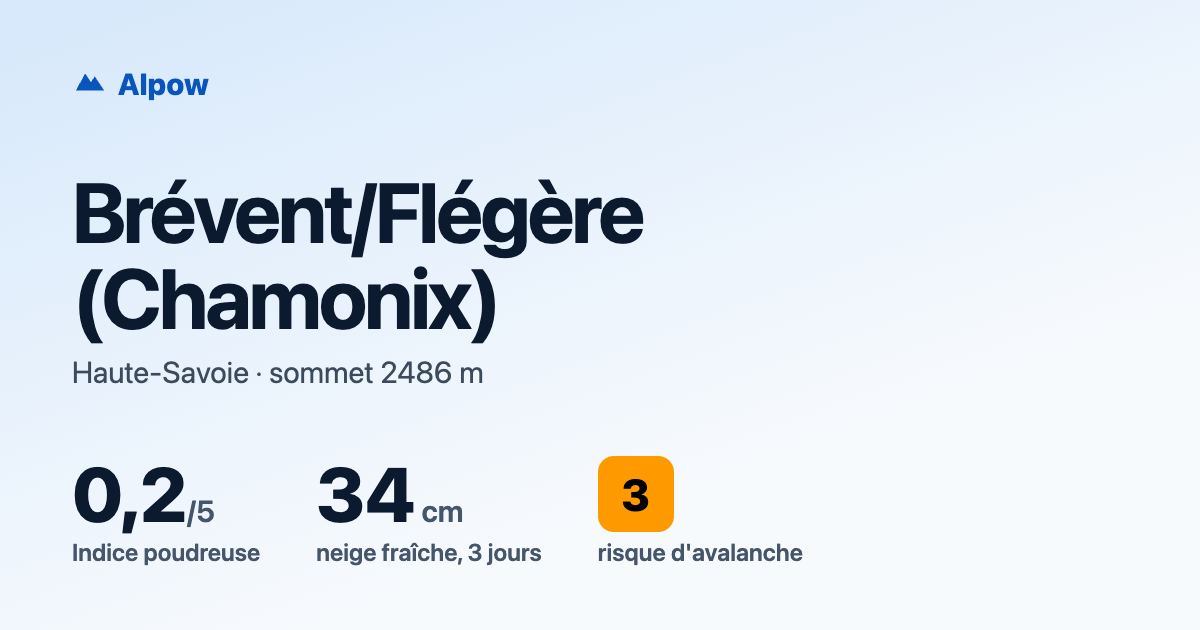 Alpow
Brévent/Flégère
(Chamonix)
Haute-Savoie · sommet 2486 m
0,2/5
Indice poudreuse
34 cm
neige fraîche, 3 jours
3
risque d'avalanche